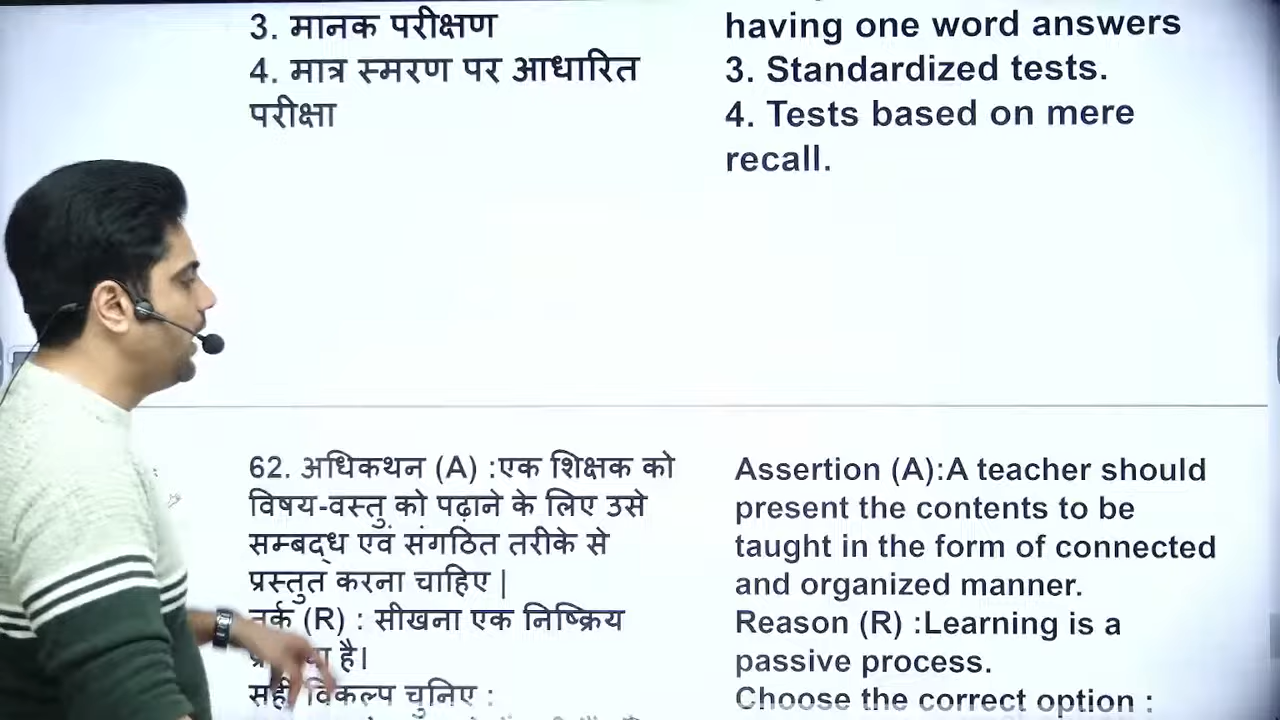 3. मानक परीक्षण
4. मात्र स्मरण पर आधारित
परीक्षा
having one word answers
3. Standardized tests.
4. Tests based on mere
recall.
62. अधिकथन (A) :एक शिक्षक को
विषय-वस्तु को पढ़ाने के लिए उसे
सम्बद्ध एवं संगठित तरीके से
प्रस्तुत करना चाहिए |
तर्क (R) : सीखना एक निष्क्रिय
है।
सही विकल्प चुनिए :
Assertion (A):A teacher should
present the contents to be
taught in the form of connected
and organized manner.
Reason (R) :Learning is a
passive process.
Choose the correct option :